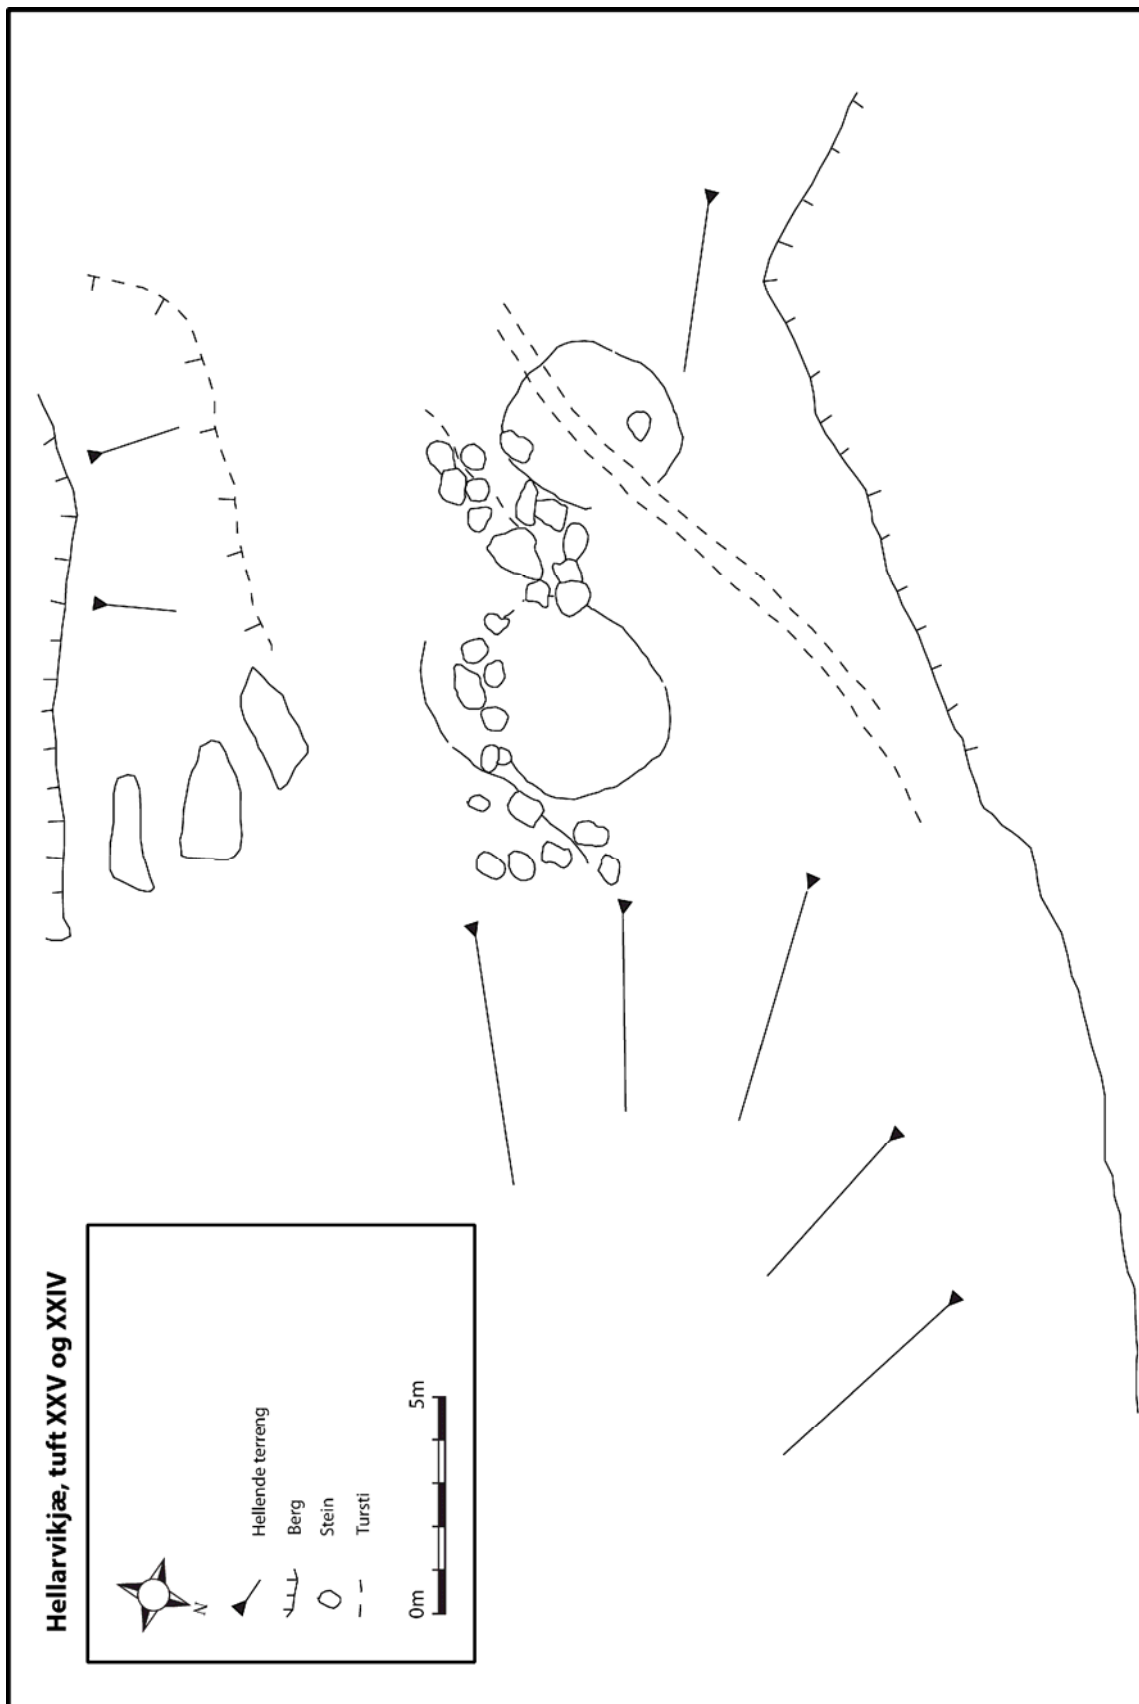 Hellarvikjæ, tuft XXV og XXIV
N
Hellende terreng
Berg
Stein
Tursti
0m 5m